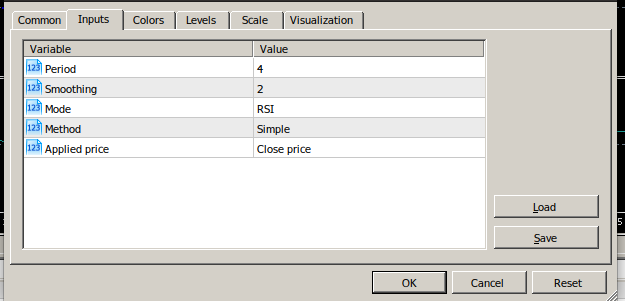 Common Inputs Colors Levels Scale Visualization
Variable Value
123 Period 4
123 Smoothing 2
123 Mode RSI
123 Method Simple
123 Applied price Close price
Load
5
Save
OK Cancel Reset